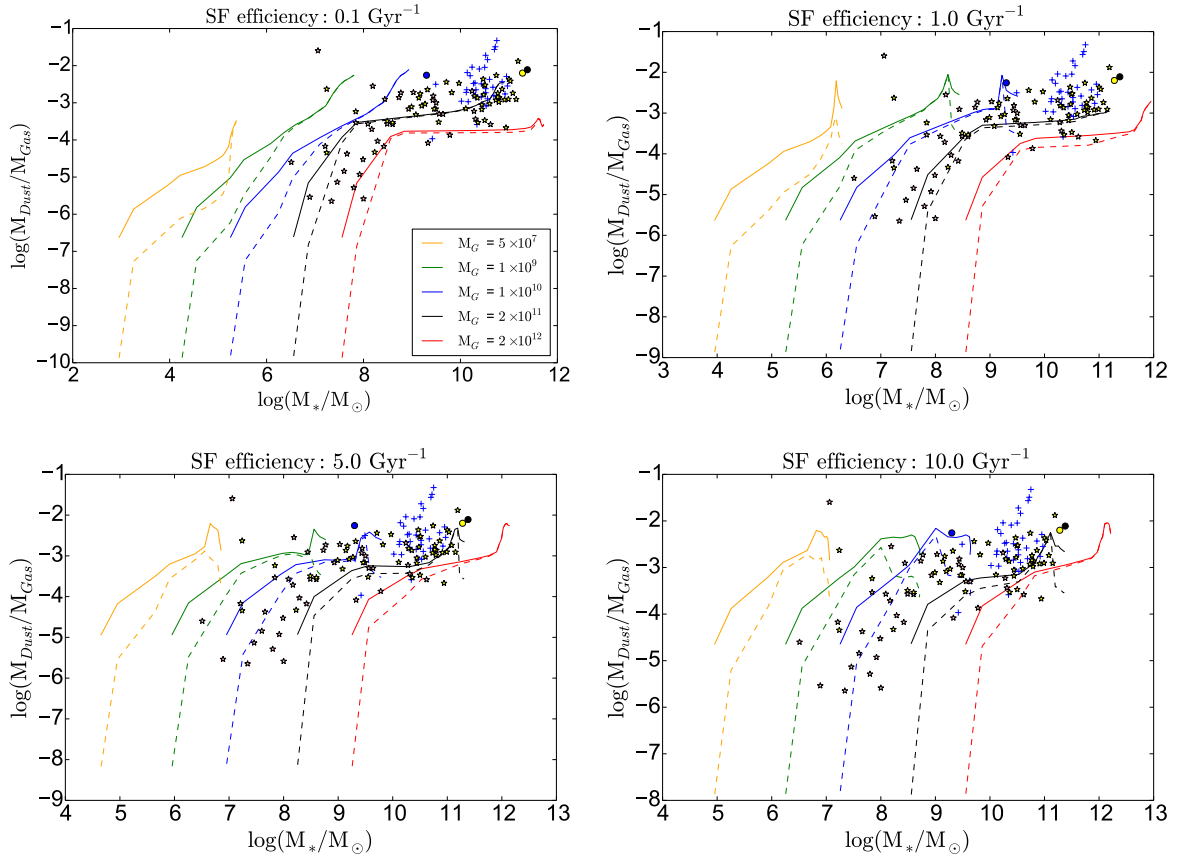 SF efficiency: 0.1 Gyr⁻¹
log(M_Dust/M_Gas)
−1
−2
−3
−4
−5
−6
−7
−8
−9
−10
M_G = 5×10⁷
M_G = 1×10⁹
M_G = 1×10¹⁰
M_G = 2×10¹¹
M_G = 2×10¹²
2 4 6 8 10 12
log(M_*/M_⊙)
SF efficiency: 1.0 Gyr⁻¹
log(M_Dust/M_Gas)
−1
−2
−3
−4
−5
−6
−7
−8
−9
3 4 5 6 7 8 9 10 11 12
log(M_*/M_⊙)
SF efficiency: 5.0 Gyr⁻¹
log(M_Dust/M_Gas)
−1
−2
−3
−4
−5
−6
−7
−8
−9
4 5 6 7 8 9 10 11 12 13
log(M_*/M_⊙)
SF efficiency: 10.0 Gyr⁻¹
log(M_Dust/M_Gas)
−1
−2
−3
−4
−5
−6
−7
−8
4 5 6 7 8 9 10 11 12 13
log(M_*/M_⊙)